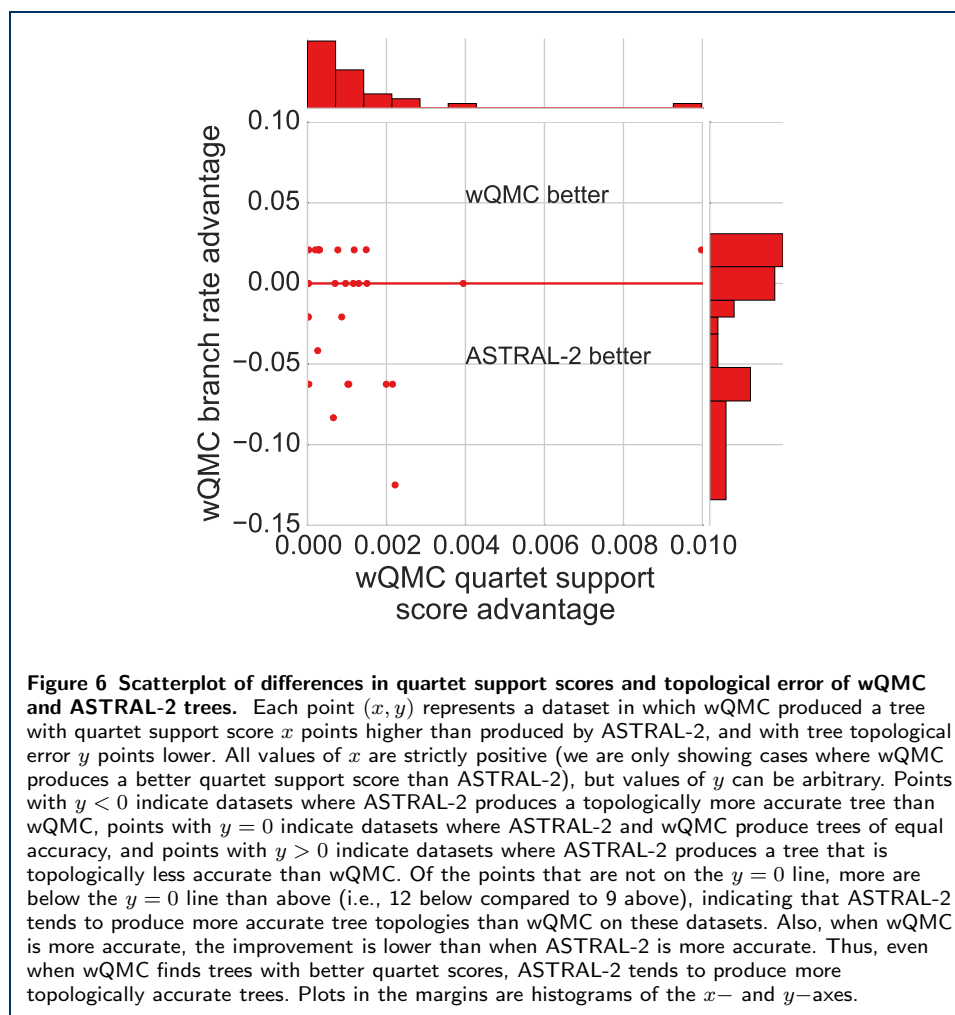 0.10
0.05
0.00
−0.05
−0.10
−0.15
wQMC branch rate advantage
wQMC better
ASTRAL-2 better
0.000 0.002 0.004 0.006 0.008 0.010
wQMC quartet support
score advantage
Figure 6 Scatterplot of differences in quartet support scores and topological error of wQMC
and ASTRAL-2 trees. Each point (x, y) represents a dataset in which wQMC produced a tree
with quartet support score x points higher than produced by ASTRAL-2, and with tree topological
error y points lower. All values of x are strictly positive (we are only showing cases where wQMC
produces a better quartet support score than ASTRAL-2), but values of y can be arbitrary. Points
with y < 0 indicate datasets where ASTRAL-2 produces a topologically more accurate tree than
wQMC, points with y = 0 indicate datasets where ASTRAL-2 and wQMC produce trees of equal
accuracy, and points with y > 0 indicate datasets where ASTRAL-2 produces a tree that is
topologically less accurate than wQMC. Of the points that are not on the y = 0 line, more are
below the y = 0 line than above (i.e., 12 below compared to 9 above), indicating that ASTRAL-2
tends to produce more accurate tree topologies than wQMC on these datasets. Also, when wQMC
is more accurate, the improvement is lower than when ASTRAL-2 is more accurate. Thus, even
when wQMC finds trees with better quartet scores, ASTRAL-2 tends to produce more
topologically accurate trees. Plots in the margins are histograms of the x− and y−axes.